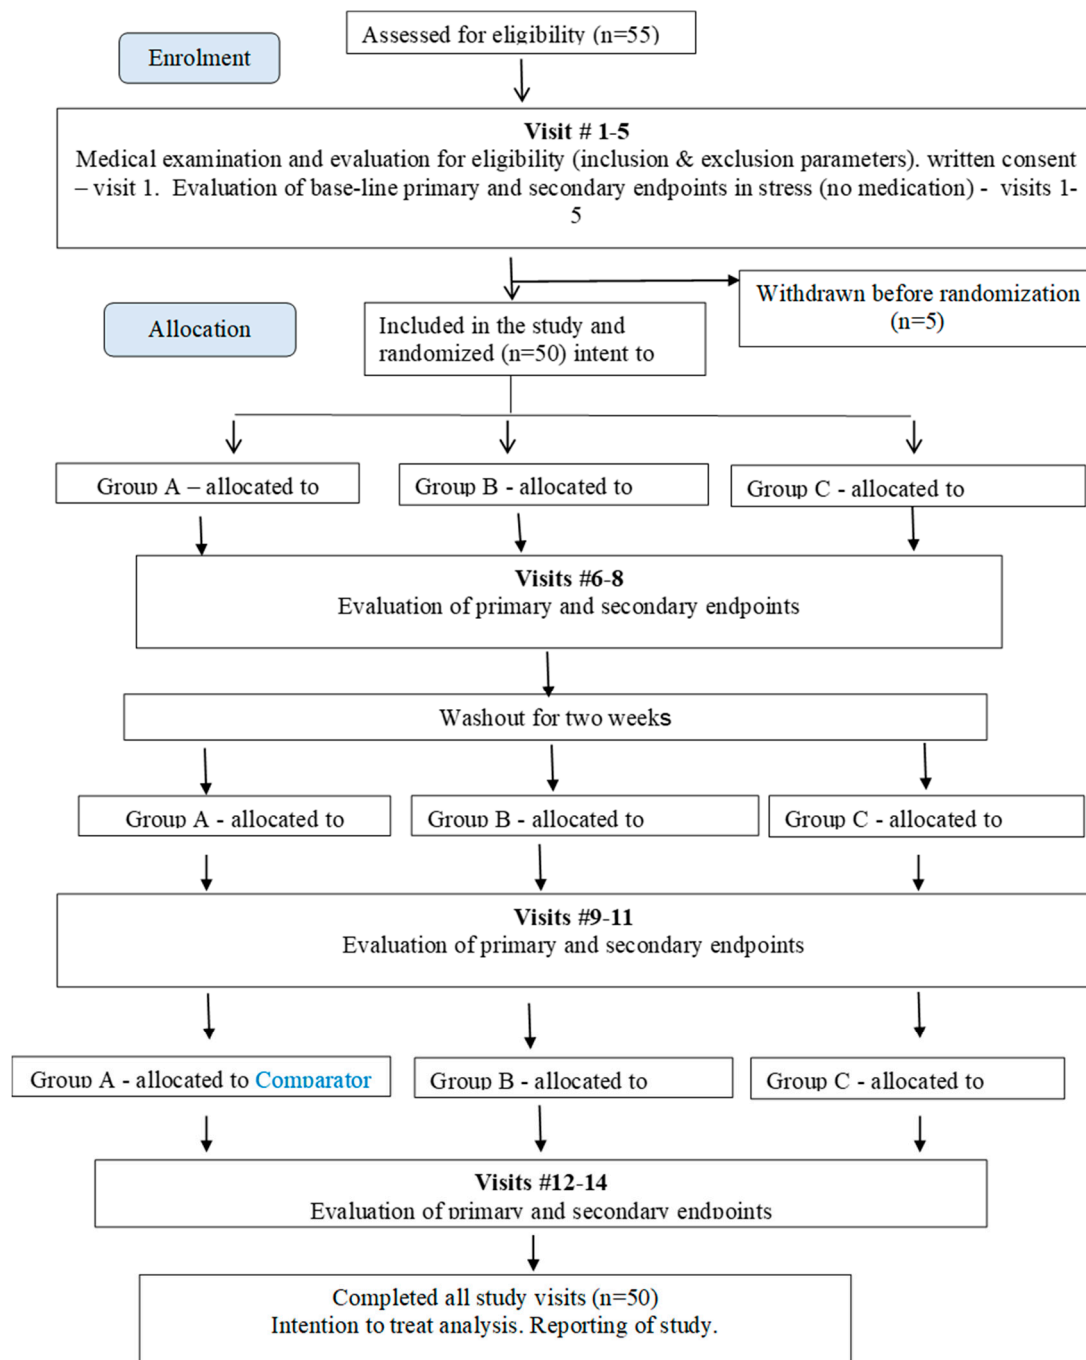 Assessed for eligibility (n=55)
Enrolment
Visit # 1-5
Medical examination and evaluation for eligibility (inclusion & exclusion parameters). written consent
– visit 1. Evaluation of base-line primary and secondary endpoints in stress (no medication) - visits 1-
5
Withdrawn before randomization
(n=5)
Allocation
Included in the study and
randomized (n=50) intent to
Group A – allocated to
Group B - allocated to
Group C - allocated to
Visits #6-8
Evaluation of primary and secondary endpoints
Washout for two weeks
Group A - allocated to
Group B - allocated to
Group C - allocated to
Visits #9-11
Evaluation of primary and secondary endpoints
Group A - allocated to Comparator
Group B - allocated to
Group C - allocated to
Visits #12-14
Evaluation of primary and secondary endpoints
Completed all study visits (n=50)
Intention to treat analysis. Reporting of study.